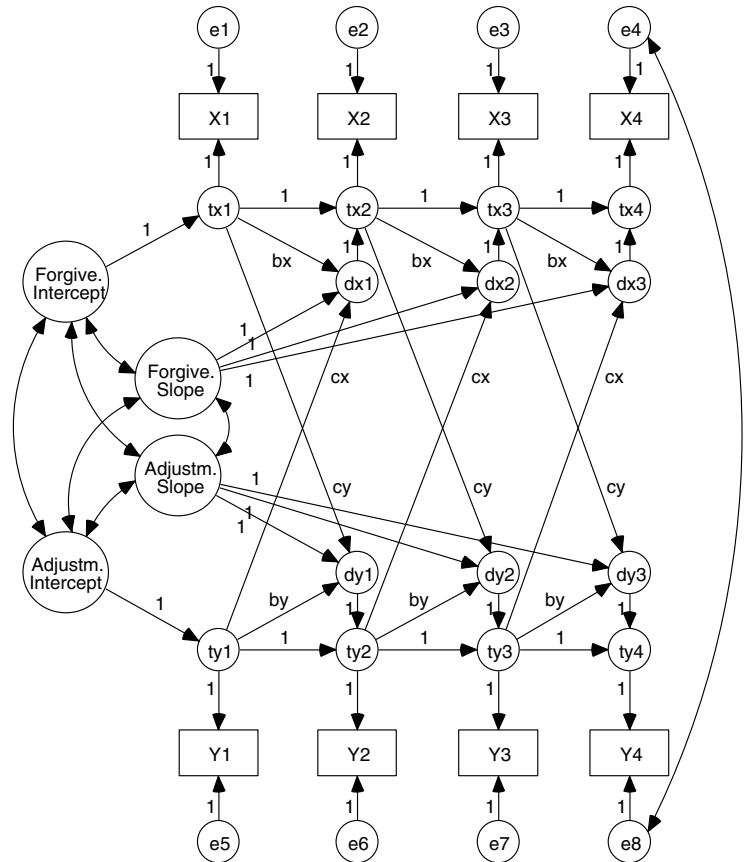 e1 e2 e3 e4
1 1 1 1
X1 X2 X3 X4
1 1 1 1
tx1 1 tx2 1 tx3 1 tx4
1
bx 1 bx 1 bx 1
Forgive.
Intercept
dx1 dx2 dx3
1
1
1
Forgive.
Slope
cx cx cx
Adjustm.
Slope
1
1
1
cy cy cy
Adjustm.
Intercept
dy1 dy2 dy3
1
by 1 by 1 by 1
ty1 1 ty2 1 ty3 1 ty4
1 1 1 1
Y1 Y2 Y3 Y4
1 1 1 1
e5 e6 e7 e8